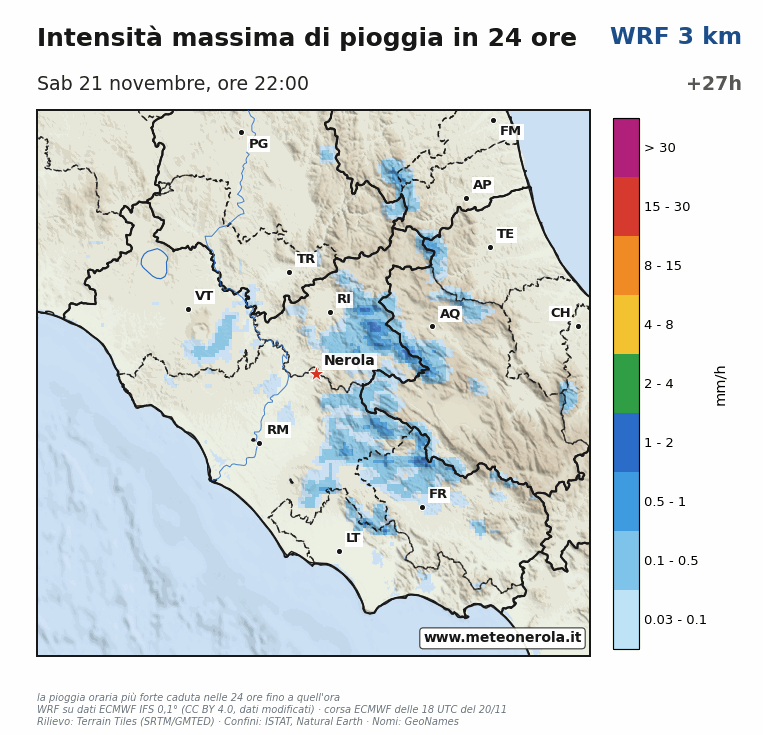 Intensità massima di pioggia in 24 ore
WRF 3 km
Sab 21 novembre, ore 22:00
+27h
FM
PG
AP
TE
TR
VT
RI
AQ
CH
Nerola
RM
FR
LT
www.meteonerola.it
> 30
15 - 30
8 - 15
4 - 8
2 - 4
1 - 2
0.5 - 1
0.1 - 0.5
0.03 - 0.1
mm/h
la pioggia oraria più forte caduta nelle 24 ore fino a quell'ora
WRF su dati ECMWF IFS 0,1° (CC BY 4.0, dati modificati) · corsa ECMWF delle 18 UTC del 20/11
Rilievo: Terrain Tiles (SRTM/GMTED) · Confini: ISTAT, Natural Earth · Nomi: GeoNames